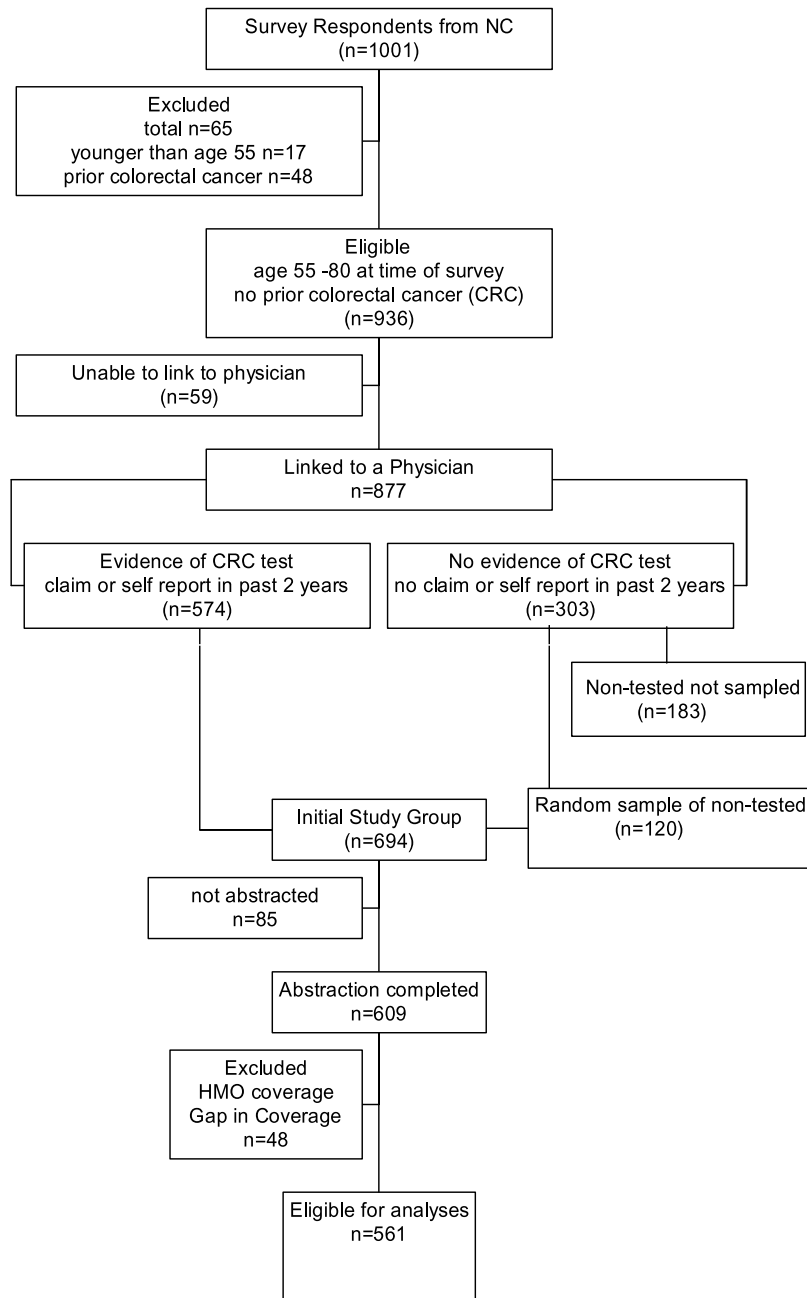 Survey Respondents from NC
(n=1001)
Excluded
total n=65
younger than age 55 n=17
prior colorectal cancer n=48
Eligible
age 55 -80 at time of survey
no prior colorectal cancer (CRC)
(n=936)
Unable to link to physician
(n=59)
Linked to a Physician
n=877
Evidence of CRC test
claim or self report in past 2 years
(n=574)
No evidence of CRC test
no claim or self report in past 2 years
(n=303)
Non-tested not sampled
(n=183)
Random sample of non-tested
(n=120)
Initial Study Group
(n=694)
not abstracted
n=85
Abstraction completed
n=609
Excluded
HMO coverage
Gap in Coverage
n=48
Eligible for analyses
n=561